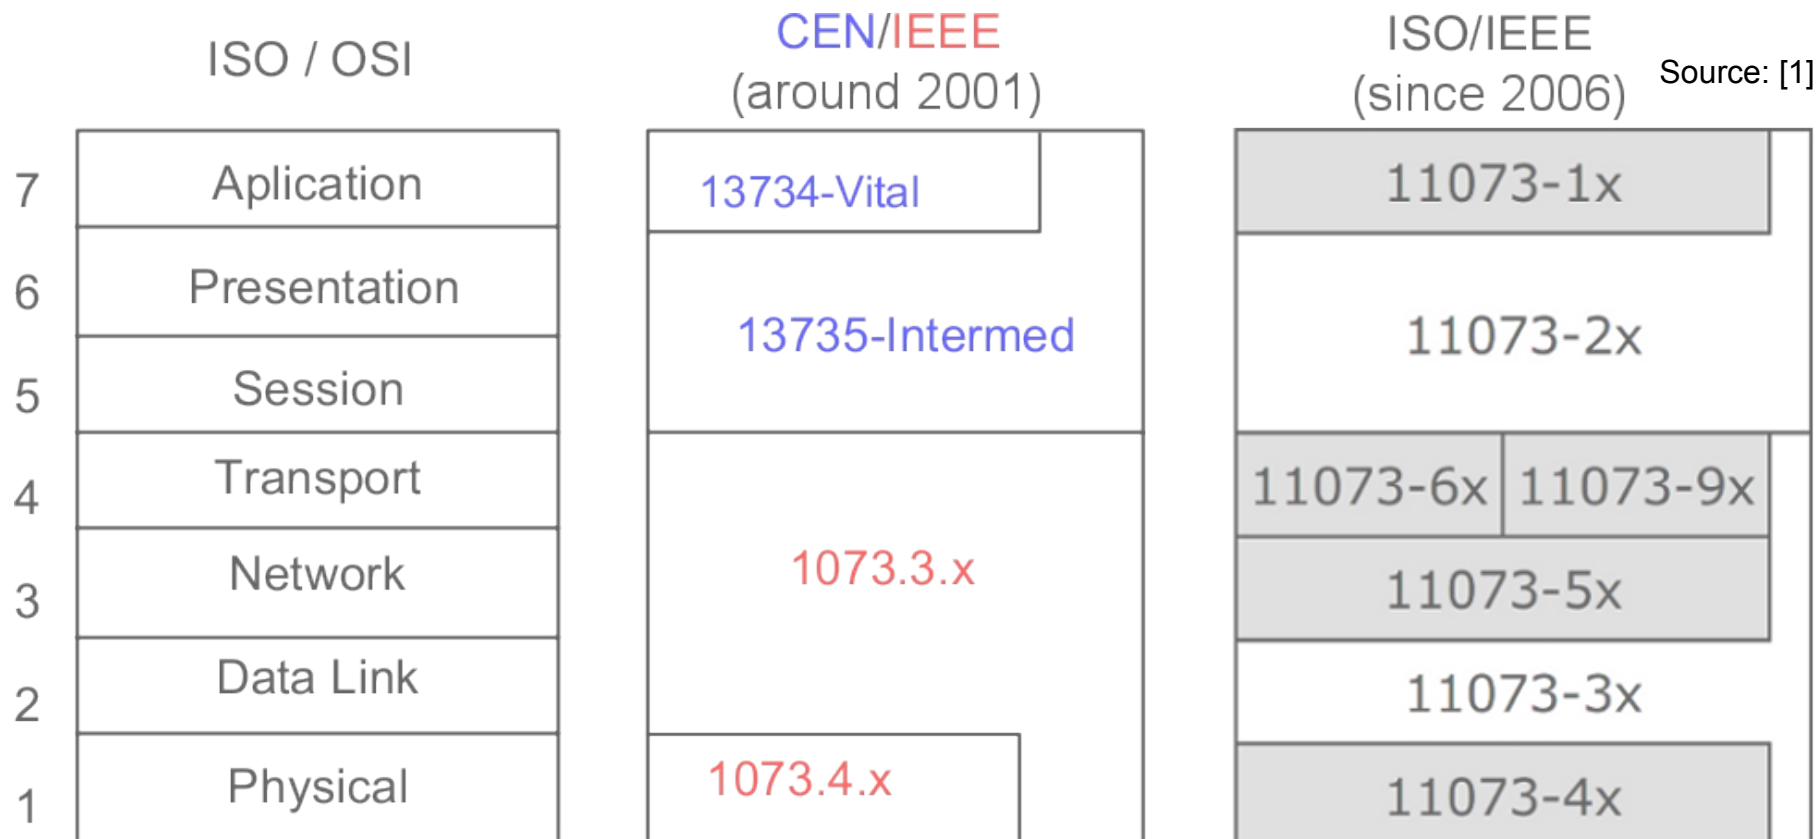 ISO / OSI
CEN/IEEE
(around 2001)
ISO/IEEE
(since 2006)
Source: [1]
7
Aplication
13734-Vital
11073-1x
6
Presentation
13735-Intermed
11073-2x
5
Session
4
Transport
11073-6x
11073-9x
3
Network
1073.3.x
11073-5x
2
Data Link
11073-3x
1
Physical
1073.4.x
11073-4x